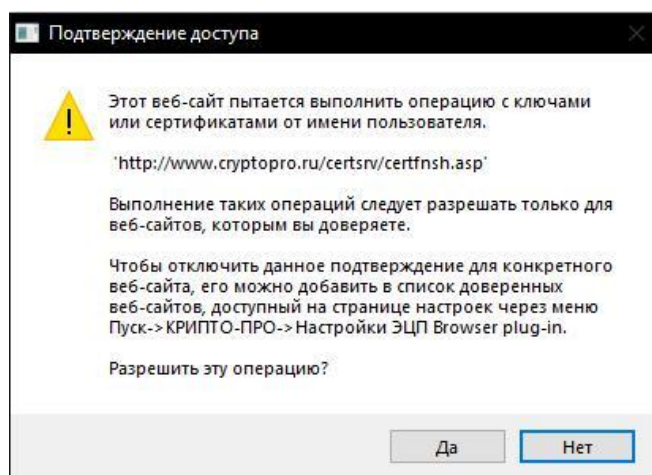 Подтверждение доступа
Этот веб-сайт пытается выполнить операцию с ключами
или сертификатами от имени пользователя.
'http://www.cryptopro.ru/certsrv/certfnsh.asp'
Выполнение таких операций следует разрешать только для
веб-сайтов, которым вы доверяете.
Чтобы отключить данное подтверждение для конкретного
веб-сайта, его можно добавить в список доверенных
веб-сайтов, доступный на странице настроек через меню
Пуск->КРИПТО-ПРО->Настройки ЭЦП Browser plug-in.
Разрешить эту операцию?
Да
Нет